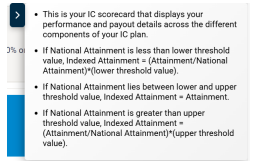 • This is your IC scorecard that displays your
performance and payout details across the different
components of your IC plan.
0% o
• If National Attainment is less than lower threshold
value, Indexed Attainment = (Attainment/National
Attainment)*(lower threshold value).
• If National Attainment lies between lower and upper
threshold value, Indexed Attainment = Attainment.
• If National Attainment is greater than upper
threshold value, Indexed Attainment =
(Attainment/National Attainment)*(upper threshold
value).